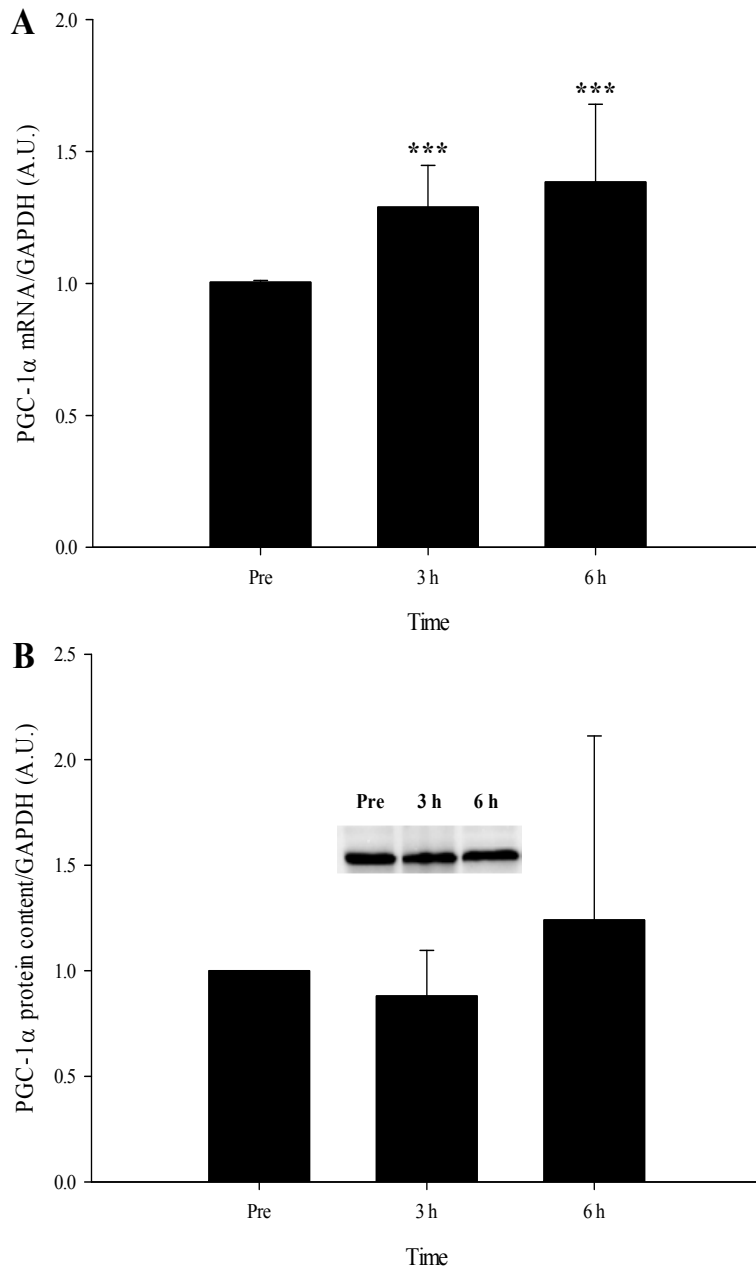 A
PGC-1α mRNA/GAPDH (A.U.)
2.0
1.5
1.0
0.5
0.0
***
***
Pre 3 h 6 h
Time
B
PGC-1α protein content/GAPDH (A.U.)
2.5
2.0
1.5
1.0
0.5
0.0
Pre 3 h 6 h
Pre 3 h 6 h
Time